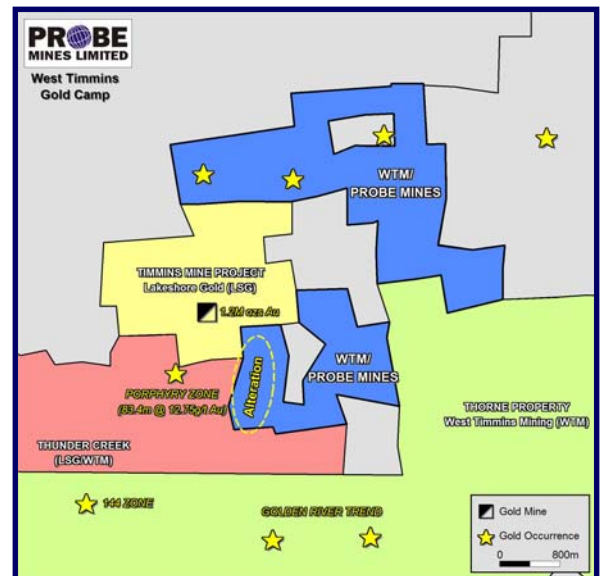 PROBE
MINES LIMITED
West Timmins
Gold Camp
WTM/
PROBE MINES
TIMMINS MINE PROJECT
Lakeshore Gold (LSG)
1.2M ozs Au
WTM/
PROBE MINES
Alteration
PORPHYRY ZONE
(83.4m @ 12.75g/t Au)
THORNE PROPERTY
West Timmins Mining (WTM)
THUNDER CREEK
(LSG/WTM)
144 ZONE
GOLDEN RIVER TREND
Gold Mine
Gold Occurrence
0 800m